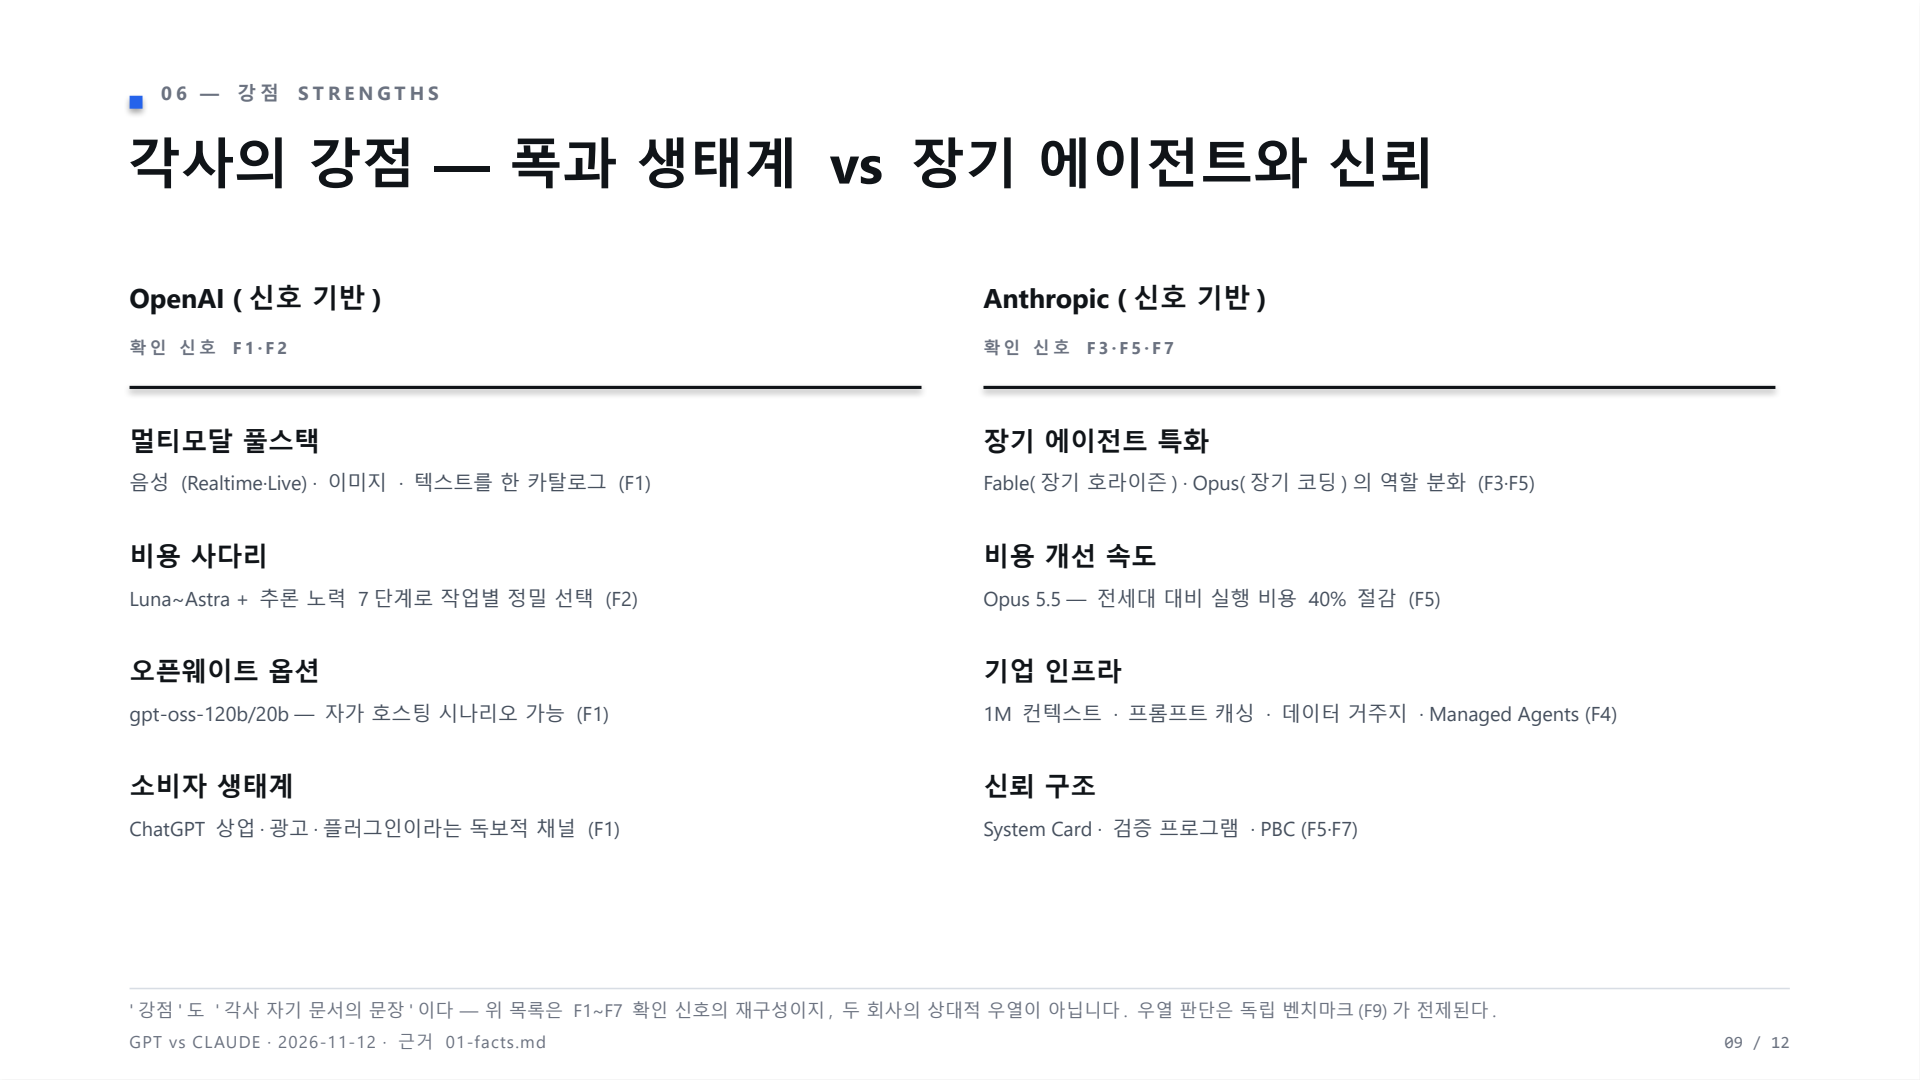 06 — 강점 STRENGTHS
각사의 강점 — 폭과 생태계 vs 장기 에이전트와 신뢰
OpenAI (신호 기반)
확인 신호 F1·F2
멀티모달 풀스택
음성 (Realtime·Live) · 이미지 · 텍스트를 한 카탈로그 (F1)
비용 사다리
Luna~Astra + 추론 노력 7단계로 작업별 정밀 선택 (F2)
오픈웨이트 옵션
gpt-oss-120b/20b — 자가 호스팅 시나리오 가능 (F1)
소비자 생태계
ChatGPT 상업·광고·플러그인이라는 독보적 채널 (F1)
Anthropic (신호 기반)
확인 신호 F3·F5·F7
장기 에이전트 특화
Fable(장기 호라이즌)·Opus(장기 코딩)의 역할 분화 (F3·F5)
비용 개선 속도
Opus 5.5 — 전세대 대비 실행 비용 40% 절감 (F5)
기업 인프라
1M 컨텍스트 · 프롬프트 캐싱 · 데이터 거주지 · Managed Agents (F4)
신뢰 구조
System Card · 검증 프로그램 · PBC (F5·F7)
'강점'도 '각사 자기 문서의 문장'이다 — 위 목록은 F1~F7 확인 신호의 재구성이지, 두 회사의 상대적 우열이 아닙니다. 우열 판단은 독립 벤치마크(F9)가 전제된다.
GPT vs CLAUDE · 2026-11-12 · 근거 01-facts.md
09 / 12